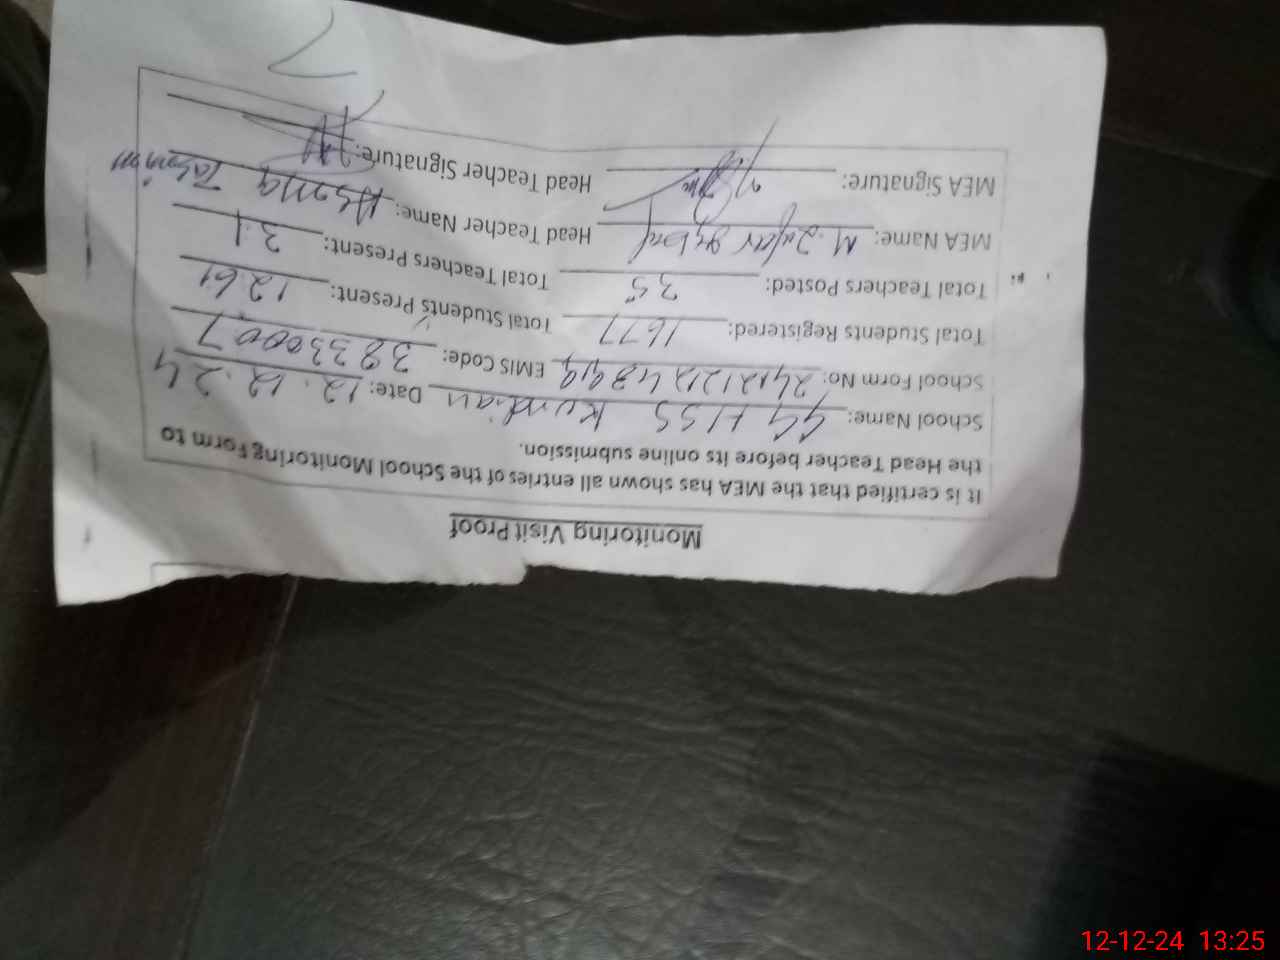 Monitoring Visit Proof
It is certified that the MEA has shown all entries of the School Monitoring Form to
the Head Teacher before its online submission.
School Name: GGHSS Kundian Date: 12.12.24
School Form No: EMIS Code: 38330007
Total Students Registered: 1677 Total Students Present: 1261
Total Teachers Posted: 35 Total Teachers Present: 31
MEA Name: M. Zafar Iqbal Head Teacher Name: Asma Tasnim
MEA Signature: Head Teacher Signature:
12-12-24 13:25